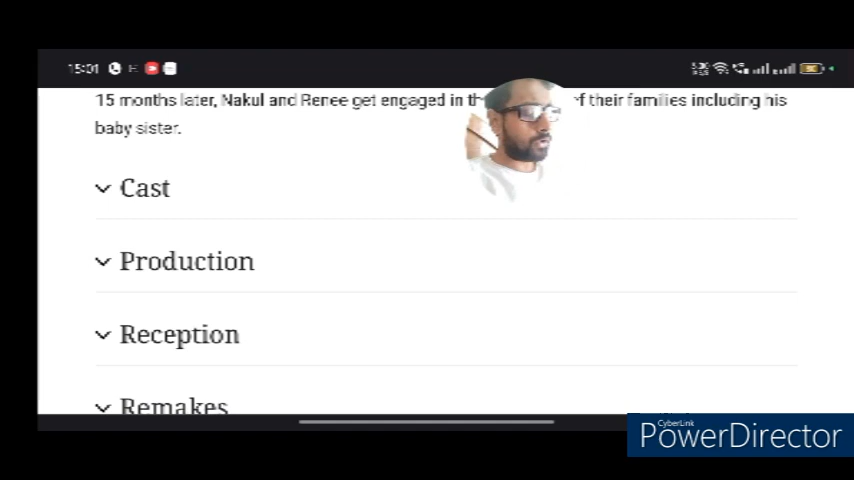 15:01
15 months later, Nakul and Renee get engaged in of their families including his
baby sister.
Cast
Production
Reception
Remakes
CyberLink
PowerDirector